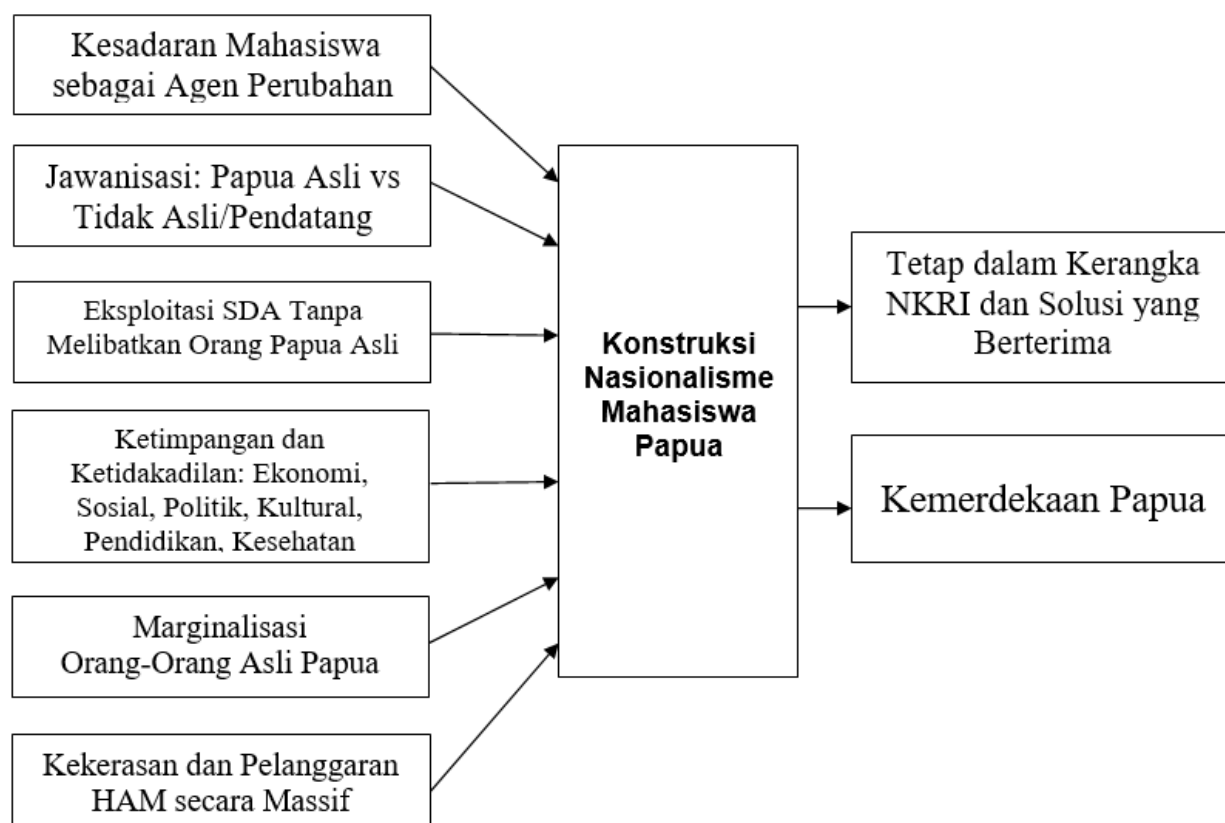 Kesadaran Mahasiswa
sebagai Agen Perubahan
Jawanisasi: Papua Asli vs
Tidak Asli/Pendatang
Eksploitasi SDA Tanpa
Melibatkan Orang Papua Asli
Ketimpangan dan
Ketidakadilan: Ekonomi,
Sosial, Politik, Kultural,
Pendidikan, Kesehatan
Marginalisasi
Orang-Orang Asli Papua
Kekerasan dan Pelanggaran
HAM secara Massif
Konstruksi
Nasionalisme
Mahasiswa
Papua
Tetap dalam Kerangka
NKRI dan Solusi yang
Berterima
Kemerdekaan Papua